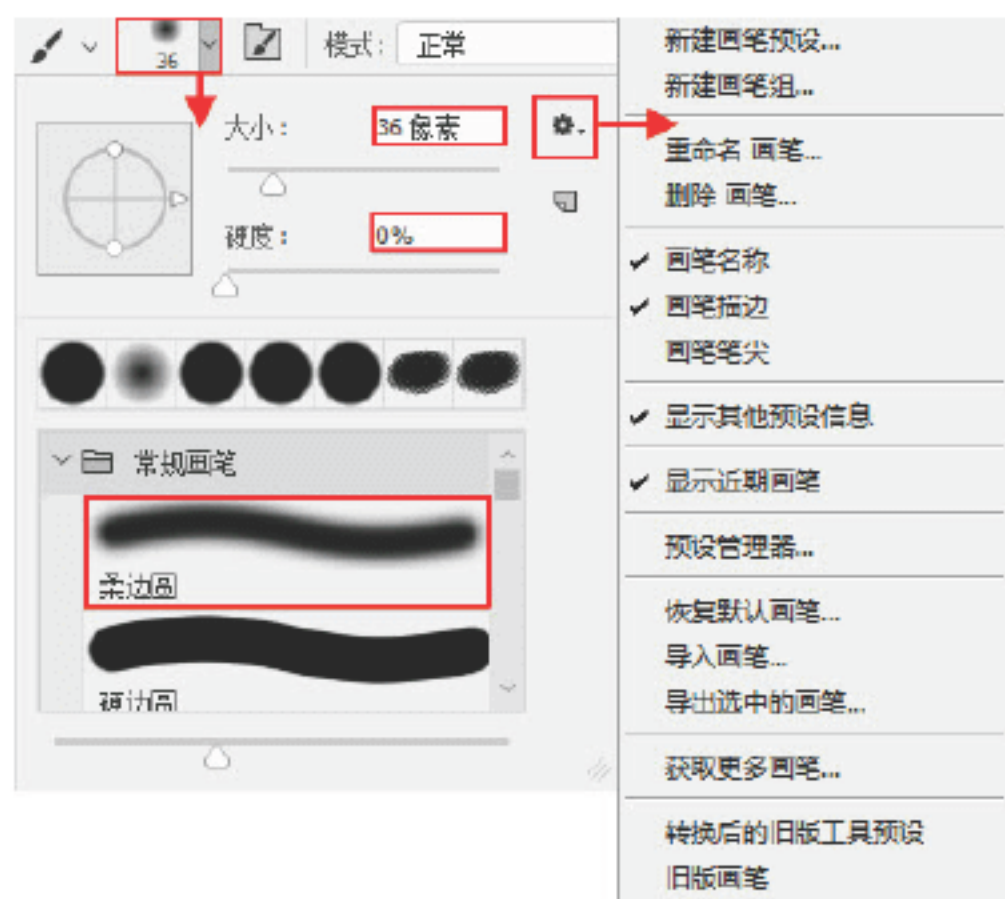 36
模式:
正常
大小:
36 像素
硬度:
0%
常规画笔
柔边圆
硬边圆
新建画笔预设...
新建画笔组...
重命名 画笔...
删除 画笔...
画笔名称
画笔描边
画笔笔尖
显示其他预设信息
显示近期画笔
预设管理器...
恢复默认画笔...
导入画笔...
导出选中的画笔...
获取更多画笔...
转换后的旧版工具预设
旧版画笔